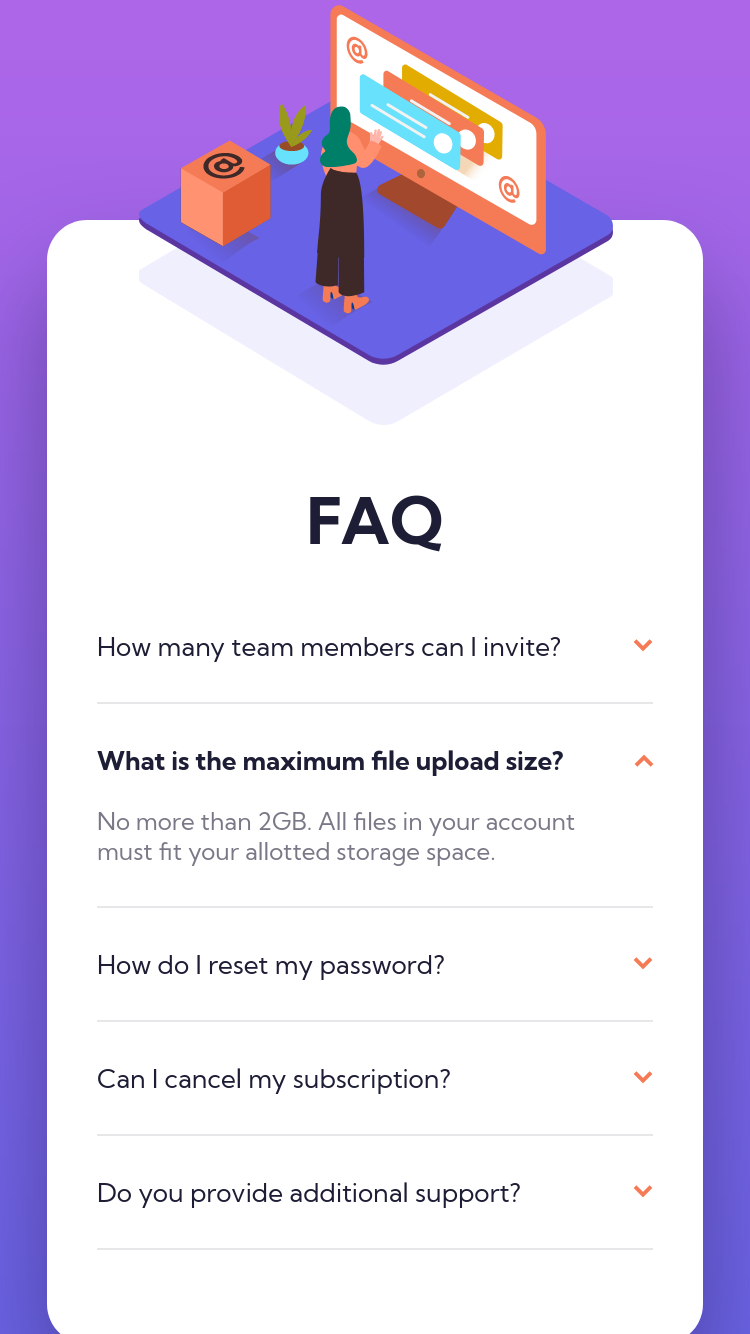 @
@
@
FAQ
How many team members can I invite?
What is the maximum file upload size?
No more than 2GB. All files in your account
must fit your allotted storage space.
How do I reset my password?
Can I cancel my subscription?
Do you provide additional support?